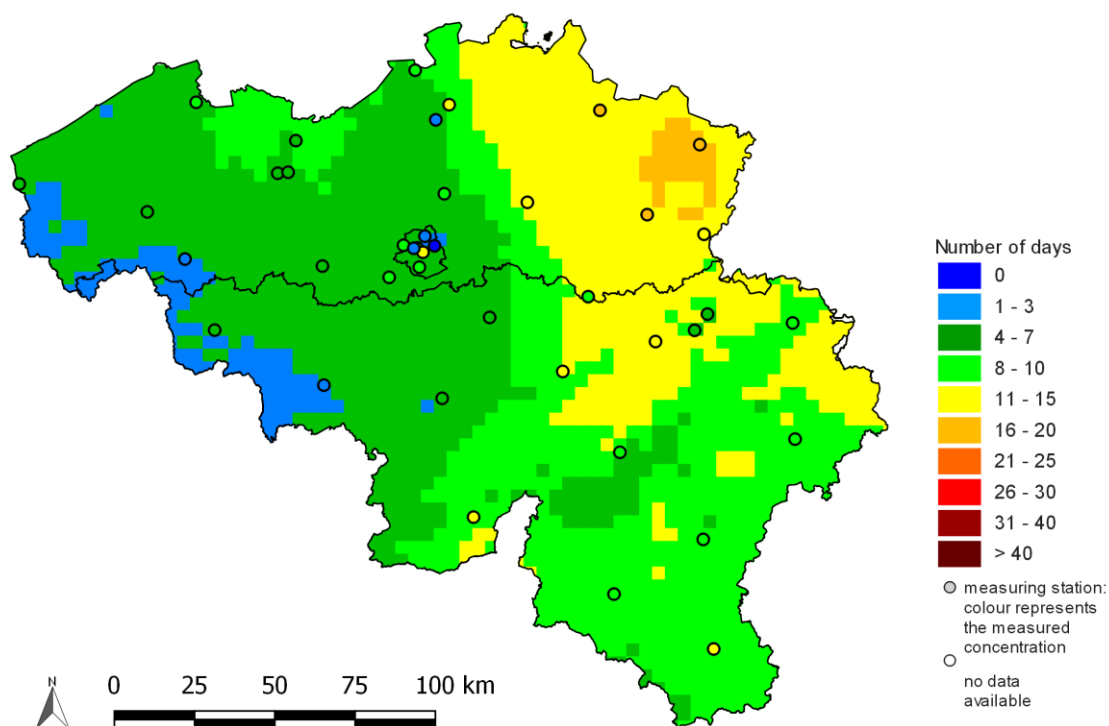 Number of days
0
1 - 3
4 - 7
8 - 10
11 - 15
16 - 20
21 - 25
26 - 30
31 - 40
> 40
measuring station:
colour represents
the measured
concentration
no data
available
N
0 25 50 75 100 km